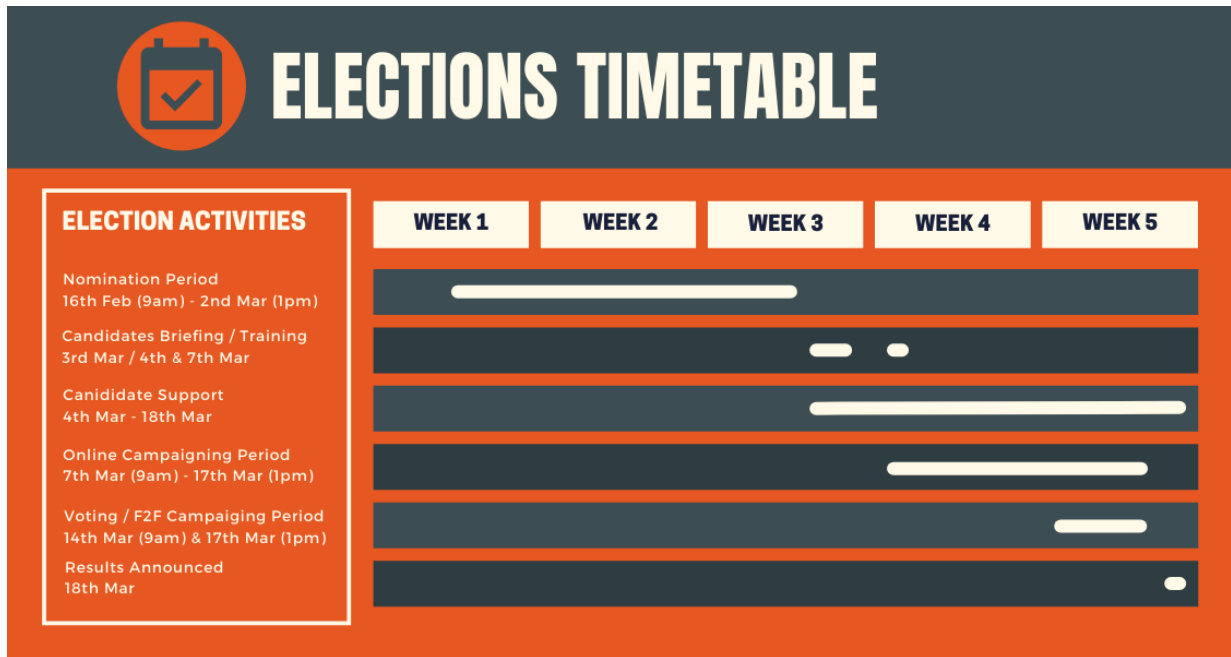 ELECTIONS TIMETABLE
ELECTION ACTIVITIES
WEEK 1
WEEK 2
WEEK 3
WEEK 4
WEEK 5
Nomination Period
16th Feb (9am) - 2nd Mar (1pm)
Candidates Briefing / Training
3rd Mar / 4th & 7th Mar
Canididate Support
4th Mar - 18th Mar
Online Campaigning Period
7th Mar (9am) - 17th Mar (1pm)
Voting / F2F Campaiging Period
14th Mar (9am) & 17th Mar (1pm)
Results Announced
18th Mar